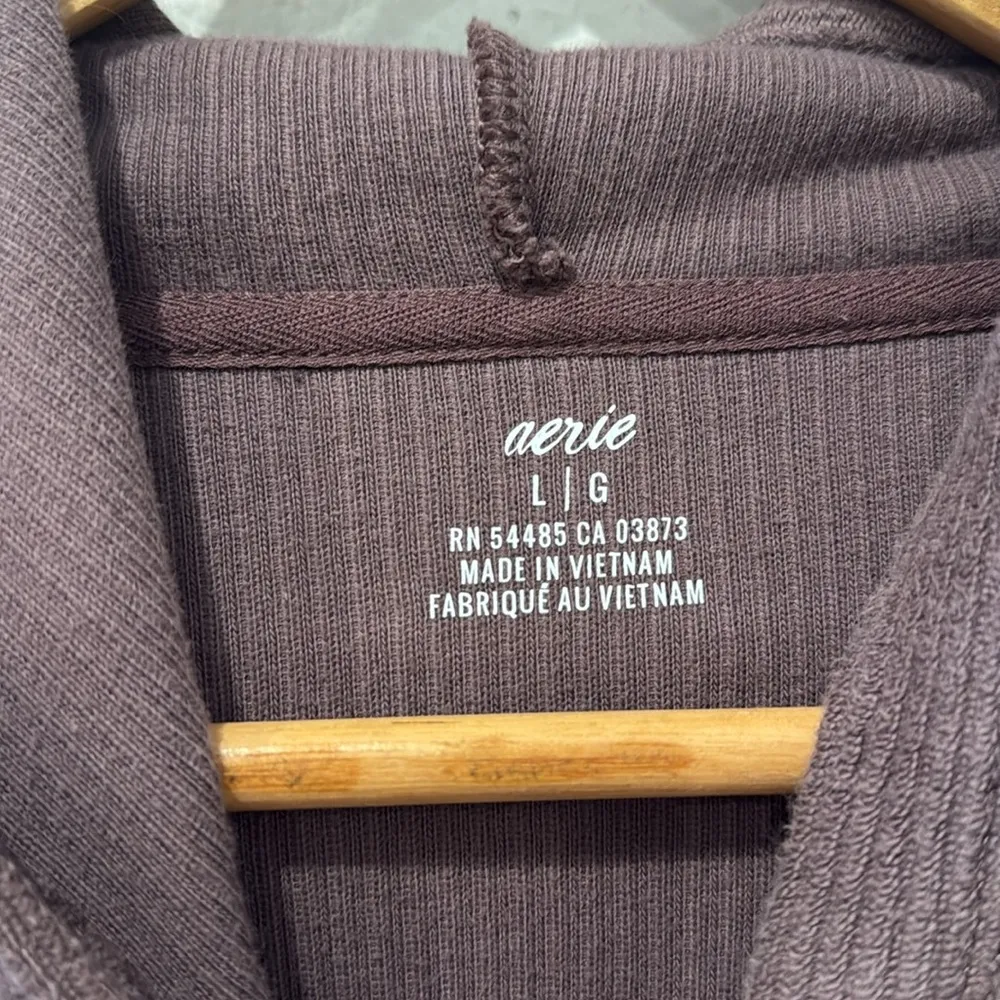 aerie
L | G
RN 54485 CA 03873
MADE IN VIETNAM
FABRIQUÉ AU VIETNAM